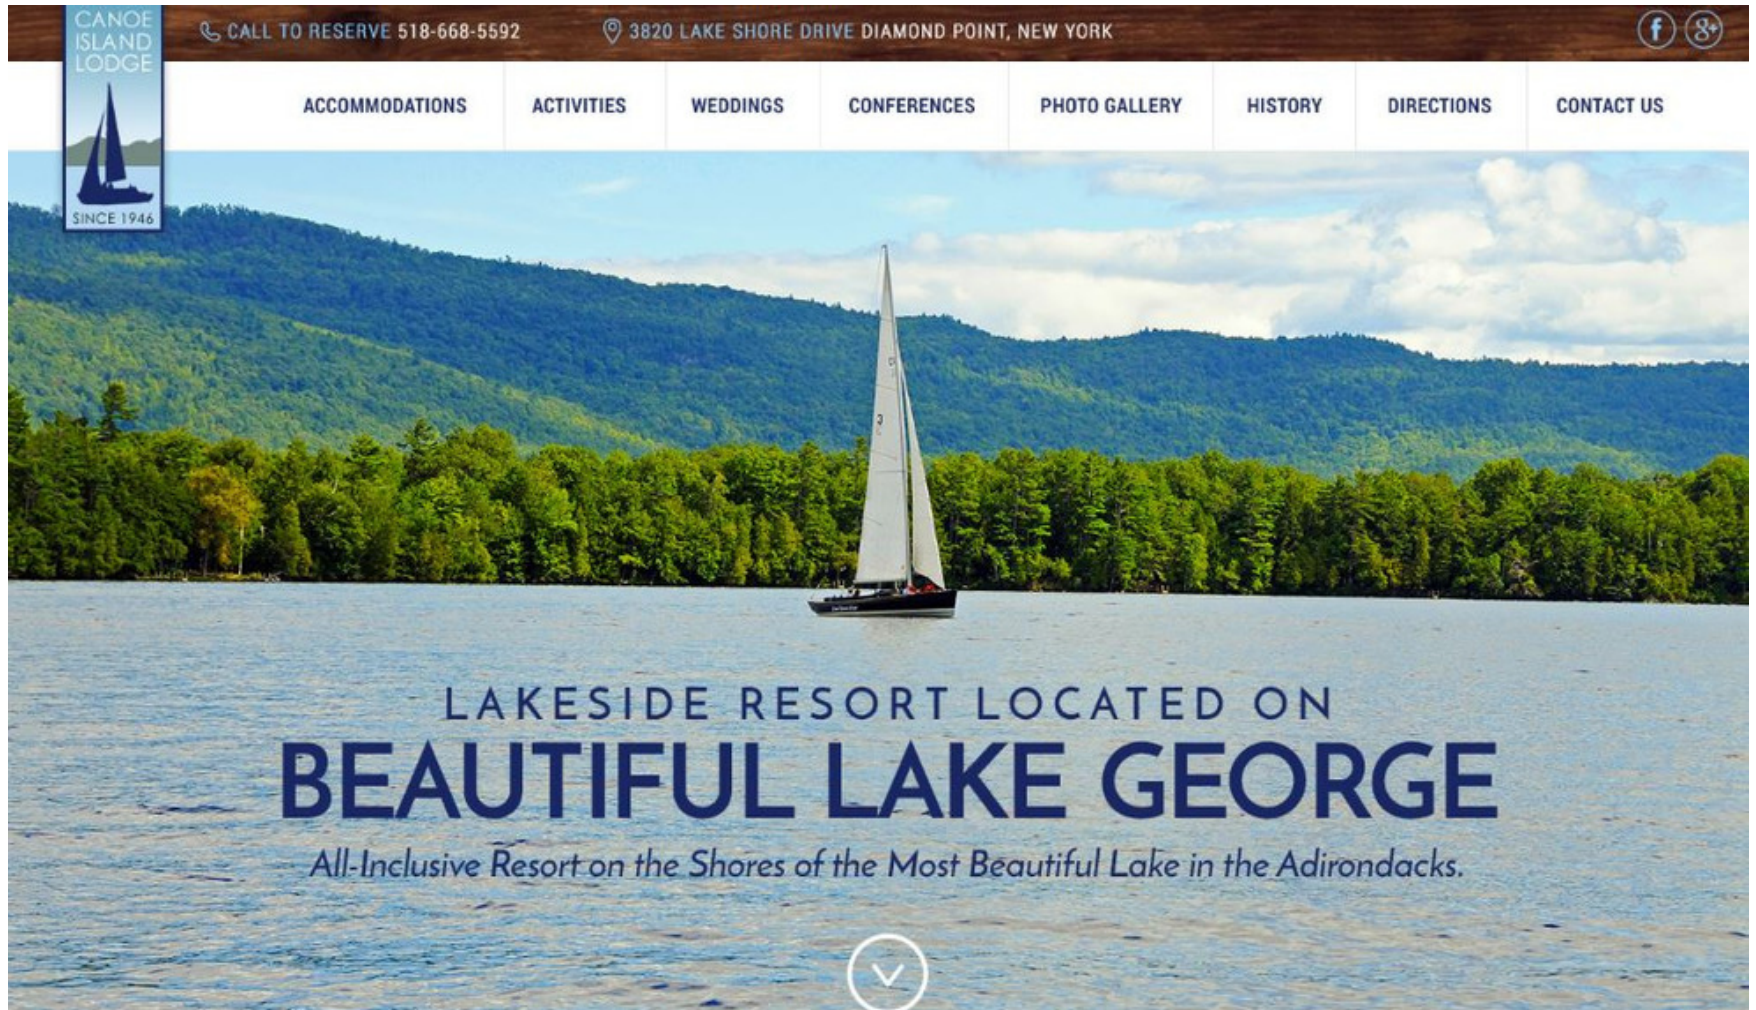 CANOE
ISLAND
LODGE
SINCE 1946
CALL TO RESERVE 518-668-5592
3820 LAKE SHORE DRIVE DIAMOND POINT, NEW YORK
f
g+
ACCOMMODATIONS
ACTIVITIES
WEDDINGS
CONFERENCES
PHOTO GALLERY
HISTORY
DIRECTIONS
CONTACT US
LAKESIDE RESORT LOCATED ON
BEAUTIFUL LAKE GEORGE
All-Inclusive Resort on the Shores of the Most Beautiful Lake in the Adirondacks.